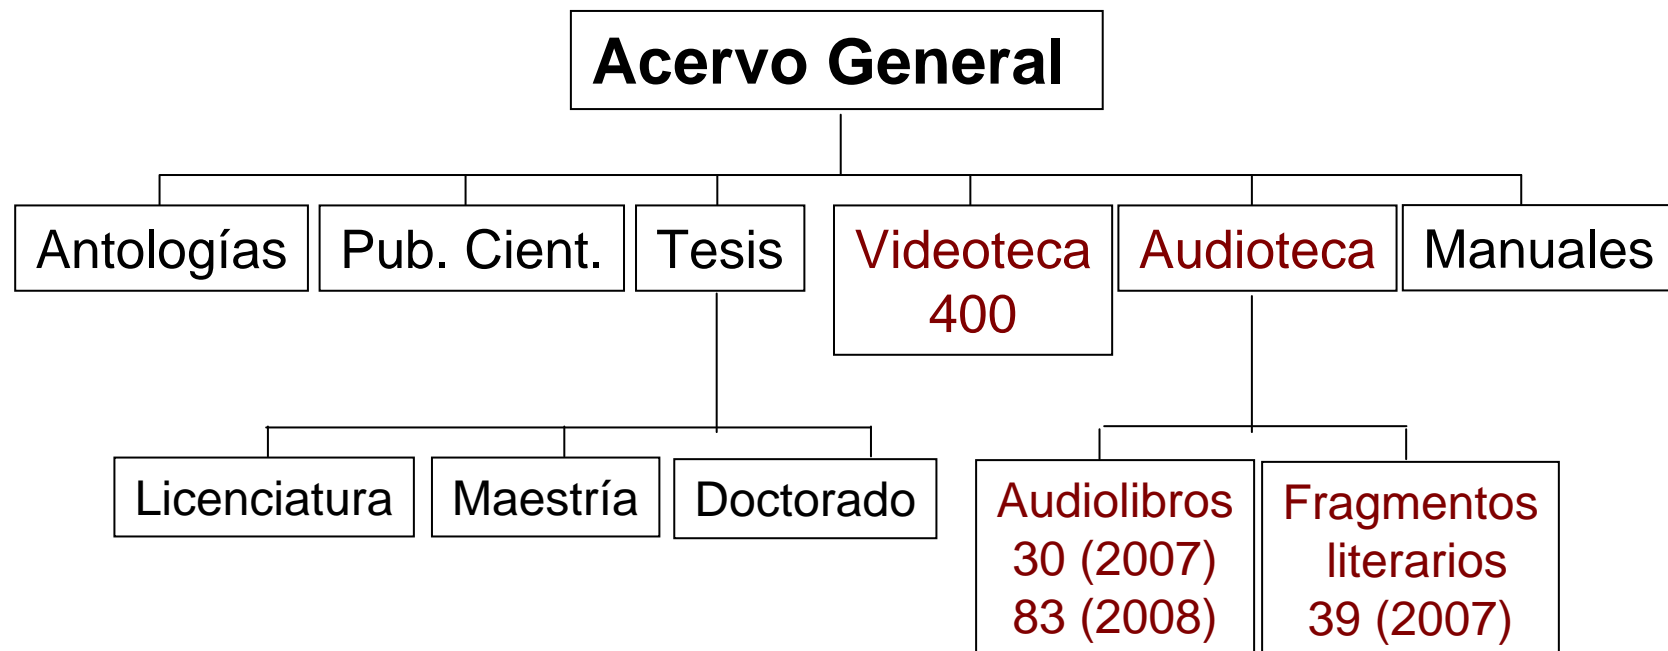 Acervo General
Antologías
Pub. Cient.
Tesis
Videoteca
400
Audioteca
Manuales
Licenciatura
Maestría
Doctorado
Audiolibros
30 (2007)
83 (2008)
Fragmentos
literarios
39 (2007)